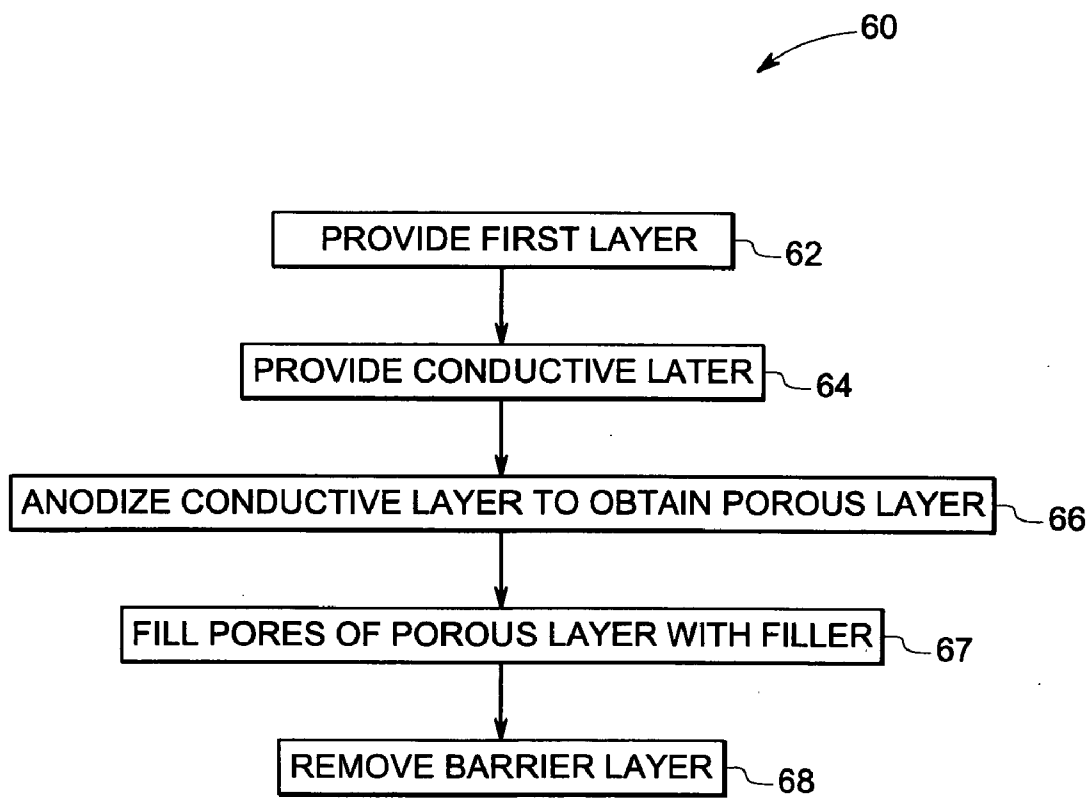 60
PROVIDE FIRST LAYER 62
PROVIDE CONDUCTIVE LATER 64
ANODIZE CONDUCTIVE LAYER TO OBTAIN POROUS LAYER 66
FILL PORES OF POROUS LAYER WITH FILLER 67
REMOVE BARRIER LAYER 68